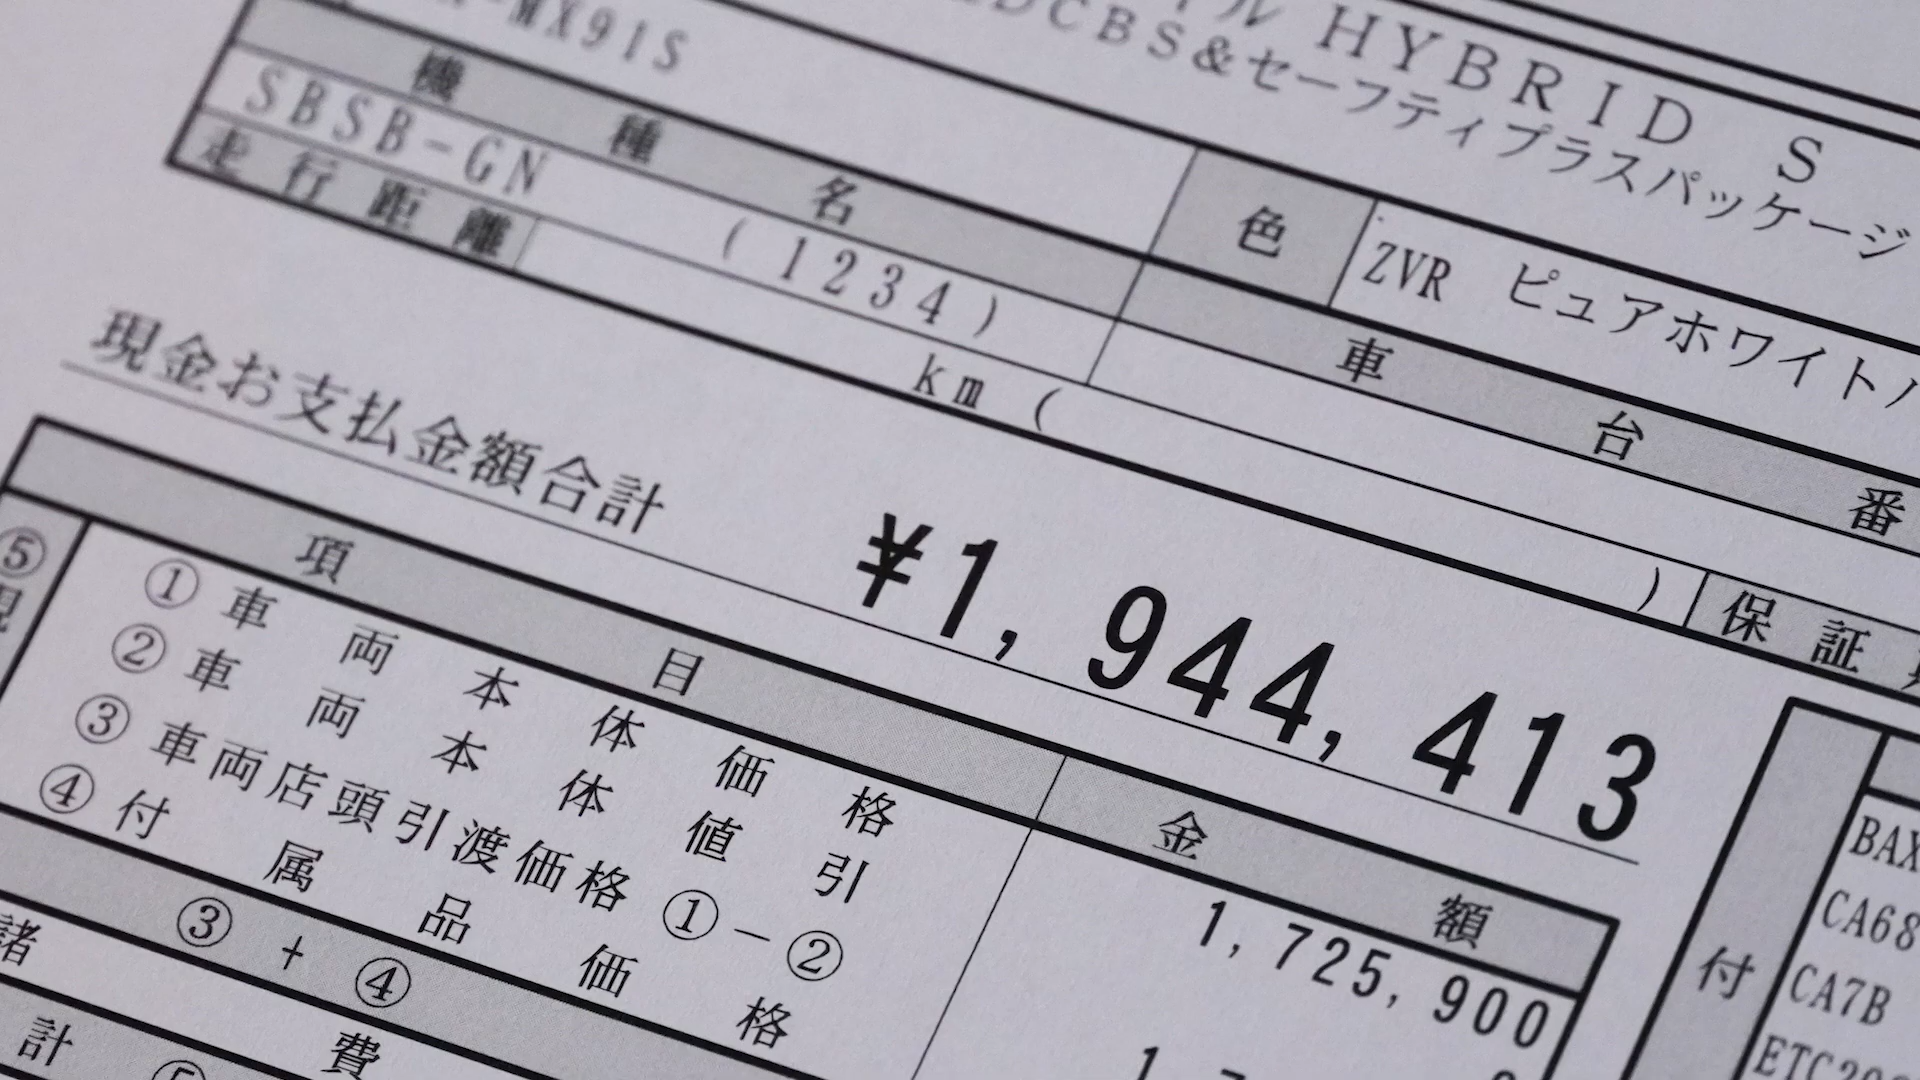 -MX91S
ル HYBRID S
DCBS&セーフティプラスパッケージ
機種名
色
ZVR ピュアホワイトパ
SBSB-GN (1234)
車台番
走行距離
km ( )
保証
現金お支払金額合計 ¥1,944,413
項目
金額
⑤
①車両本体価格 1,725,900
②車両本体値引
③車両店頭引渡価格①-②
④付属品価格
③+④
諸
費
計
付
BAX
CA68
CA7B
ETC20